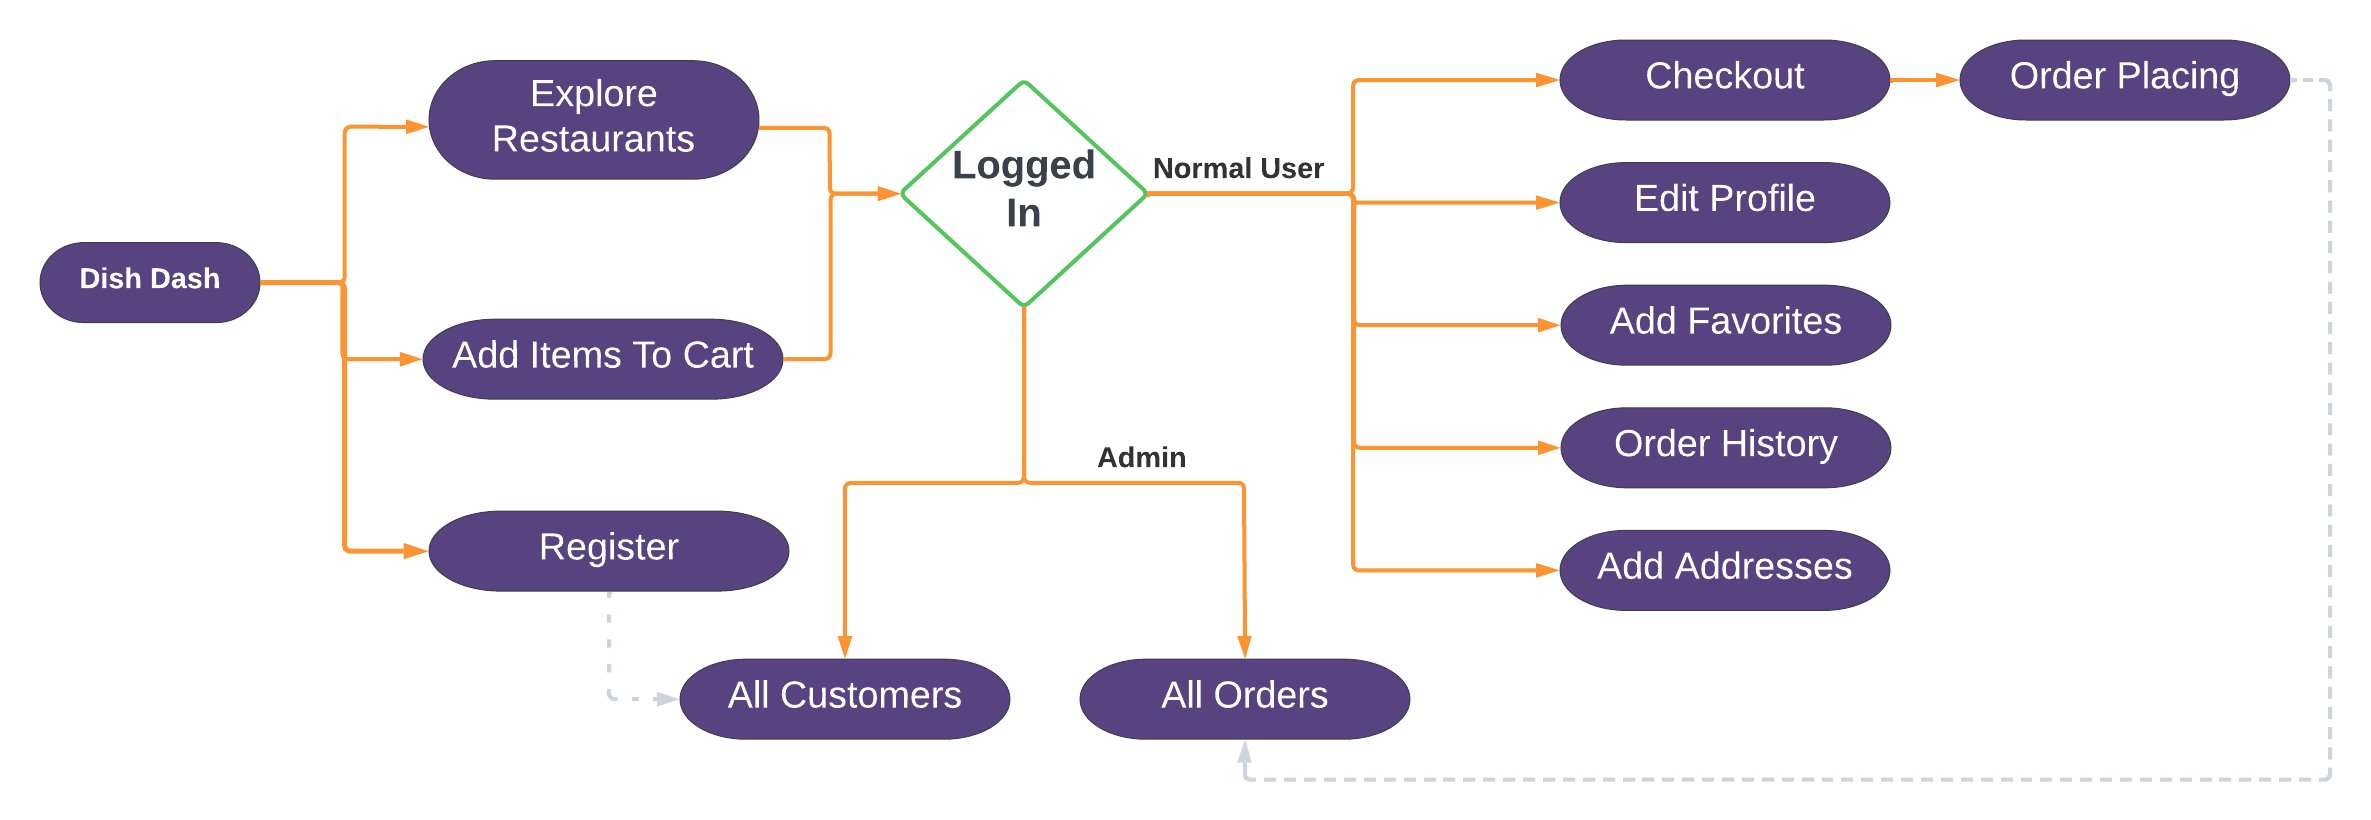 Dish Dash
Explore
Restaurants
Add Items To Cart
Register
Logged
In
Normal User
Admin
All Customers
All Orders
Checkout
Order Placing
Edit Profile
Add Favorites
Order History
Add Addresses